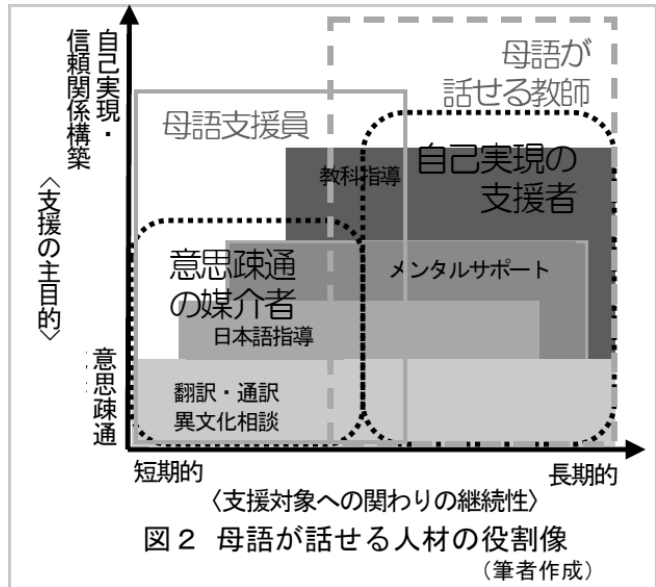 自己実現・
信頼関係構築
〈支援の主目的〉
意思疎通
母語が
話せる教師
母語支援員
自己実現の
支援者
教科指導
意思疎通
の媒介者
メンタルサポート
日本語指導
翻訳・通訳
異文化相談
短期的
長期的
〈支援対象への関わりの継続性〉
図2 母語が話せる人材の役割像
(筆者作成)